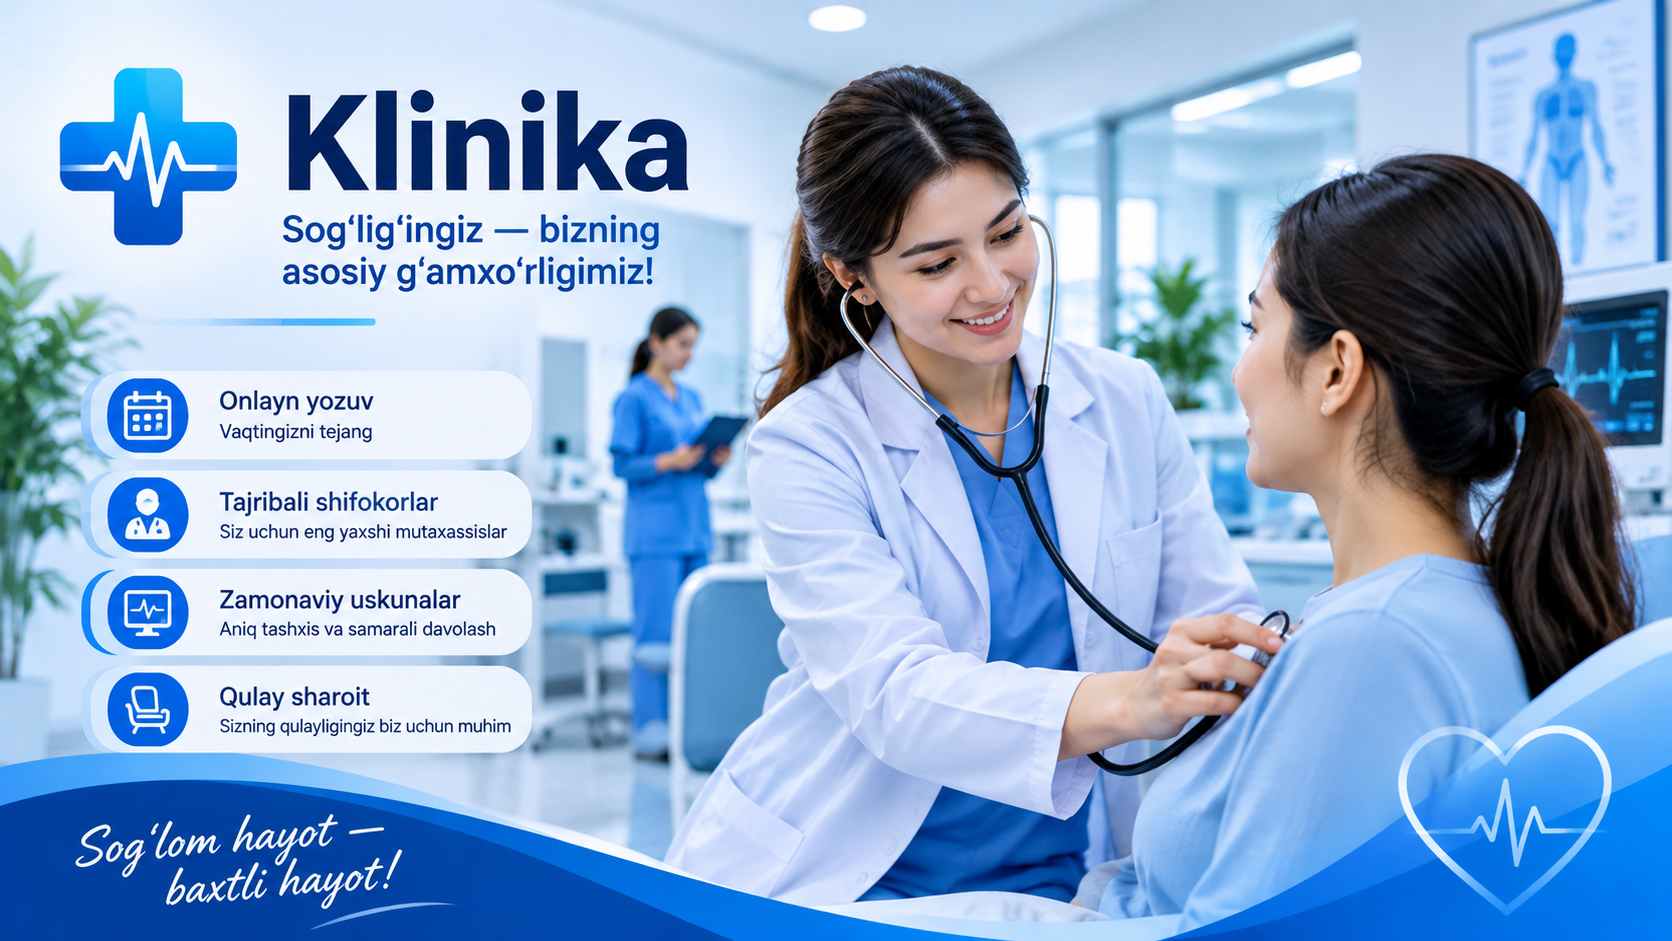 Klinika
Sog‘lig‘ingiz — bizning
asosiy g‘amxo‘rligimiz!
Onlayn yozuv
Vaqtingizni tejang
Tajribali shifokorlar
Siz uchun eng yaxshi mutaxassislar
Zamonaviy uskunalar
Aniq tashxis va samarali davolash
Qulay sharoit
Sizning qulayligingiz biz uchun muhim
Sog‘lom hayot —
baxtli hayot!